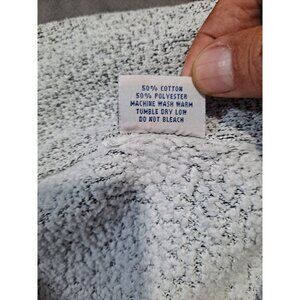 50% COTTON
50% POLYESTER
MACHINE WASH WARM
TUMBLE DRY LOW
DO NOT BLEACH